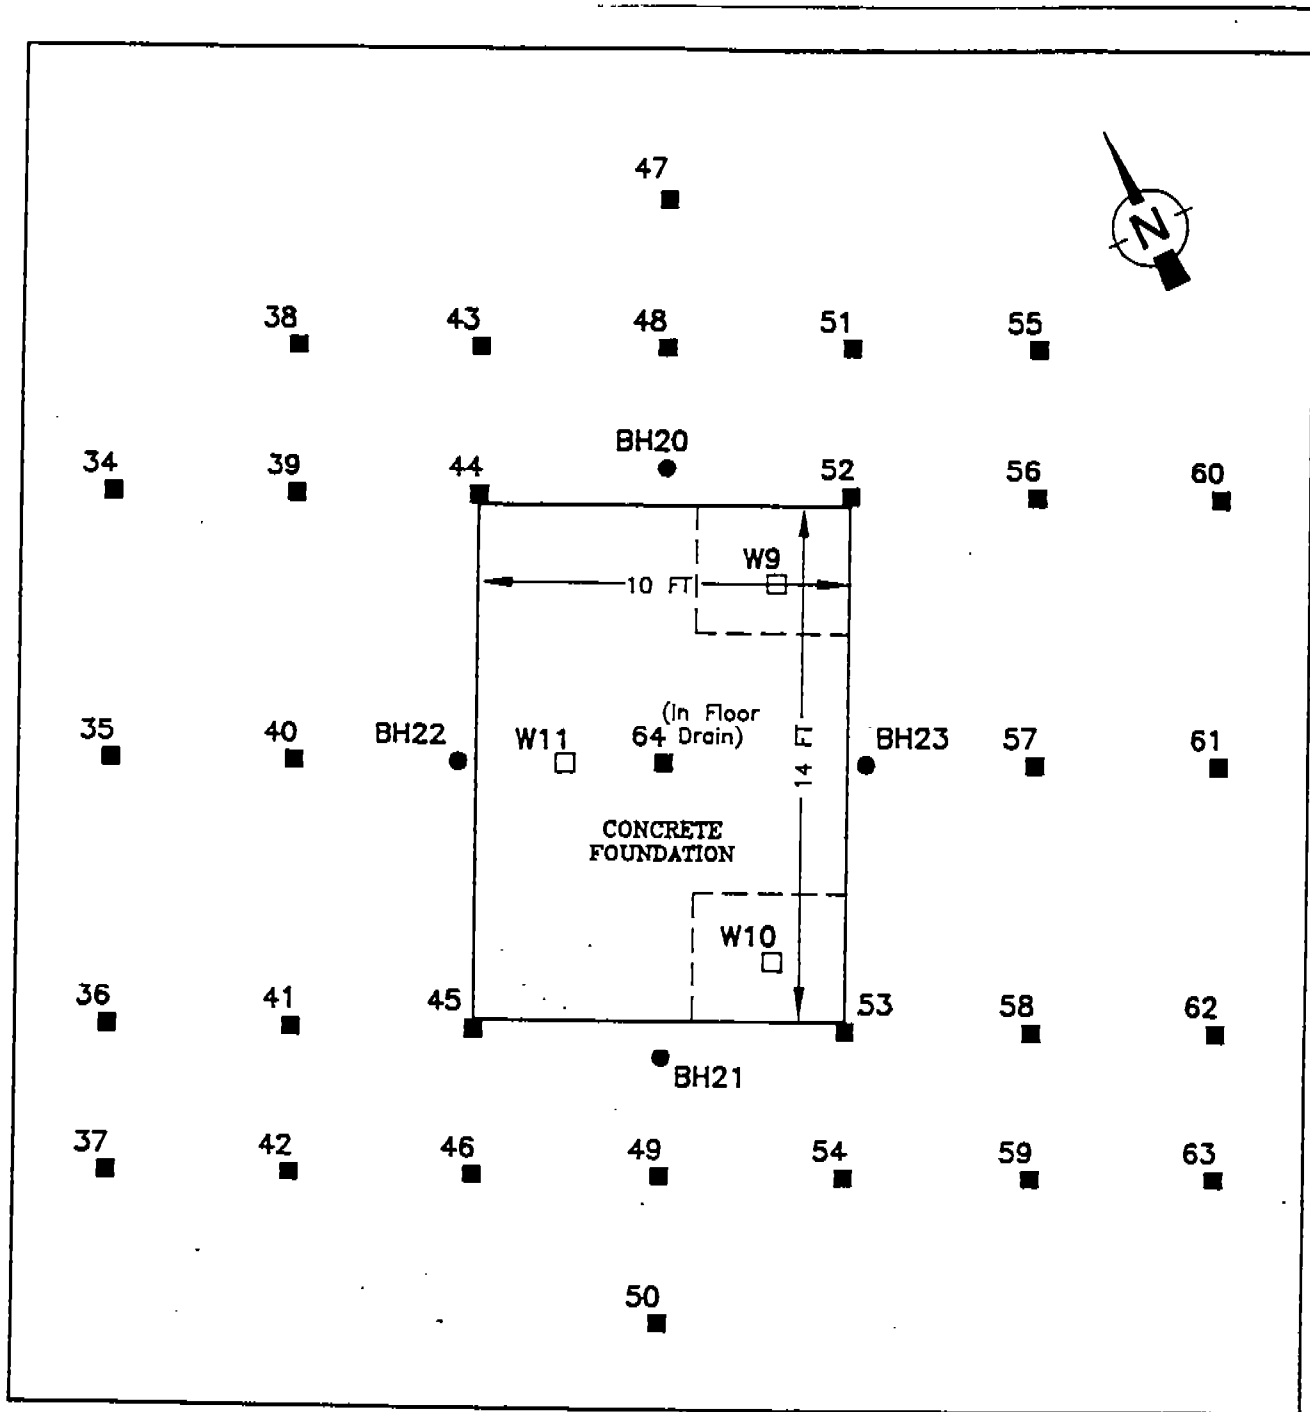 47
N
38 43 48 51 55
BH20
34 39 44 52 56 60
W9
10 FT
(In Floor
Drain)
14 FT
35 40 BH22 W11 64 BH23 57 61
CONCRETE
FOUNDATION
W10
36 41 45 53 58 62
BH21
37 42 46 49 54 59 63
50